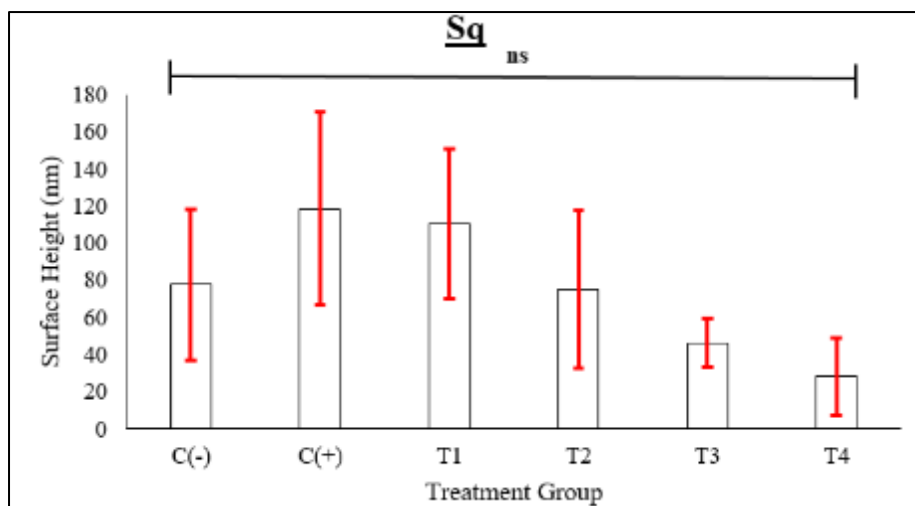 Sq
ns
Surface Height (nm)
180
160
140
120
100
80
60
40
20
0
C(-) C(+) T1 T2 T3 T4
Treatment Group